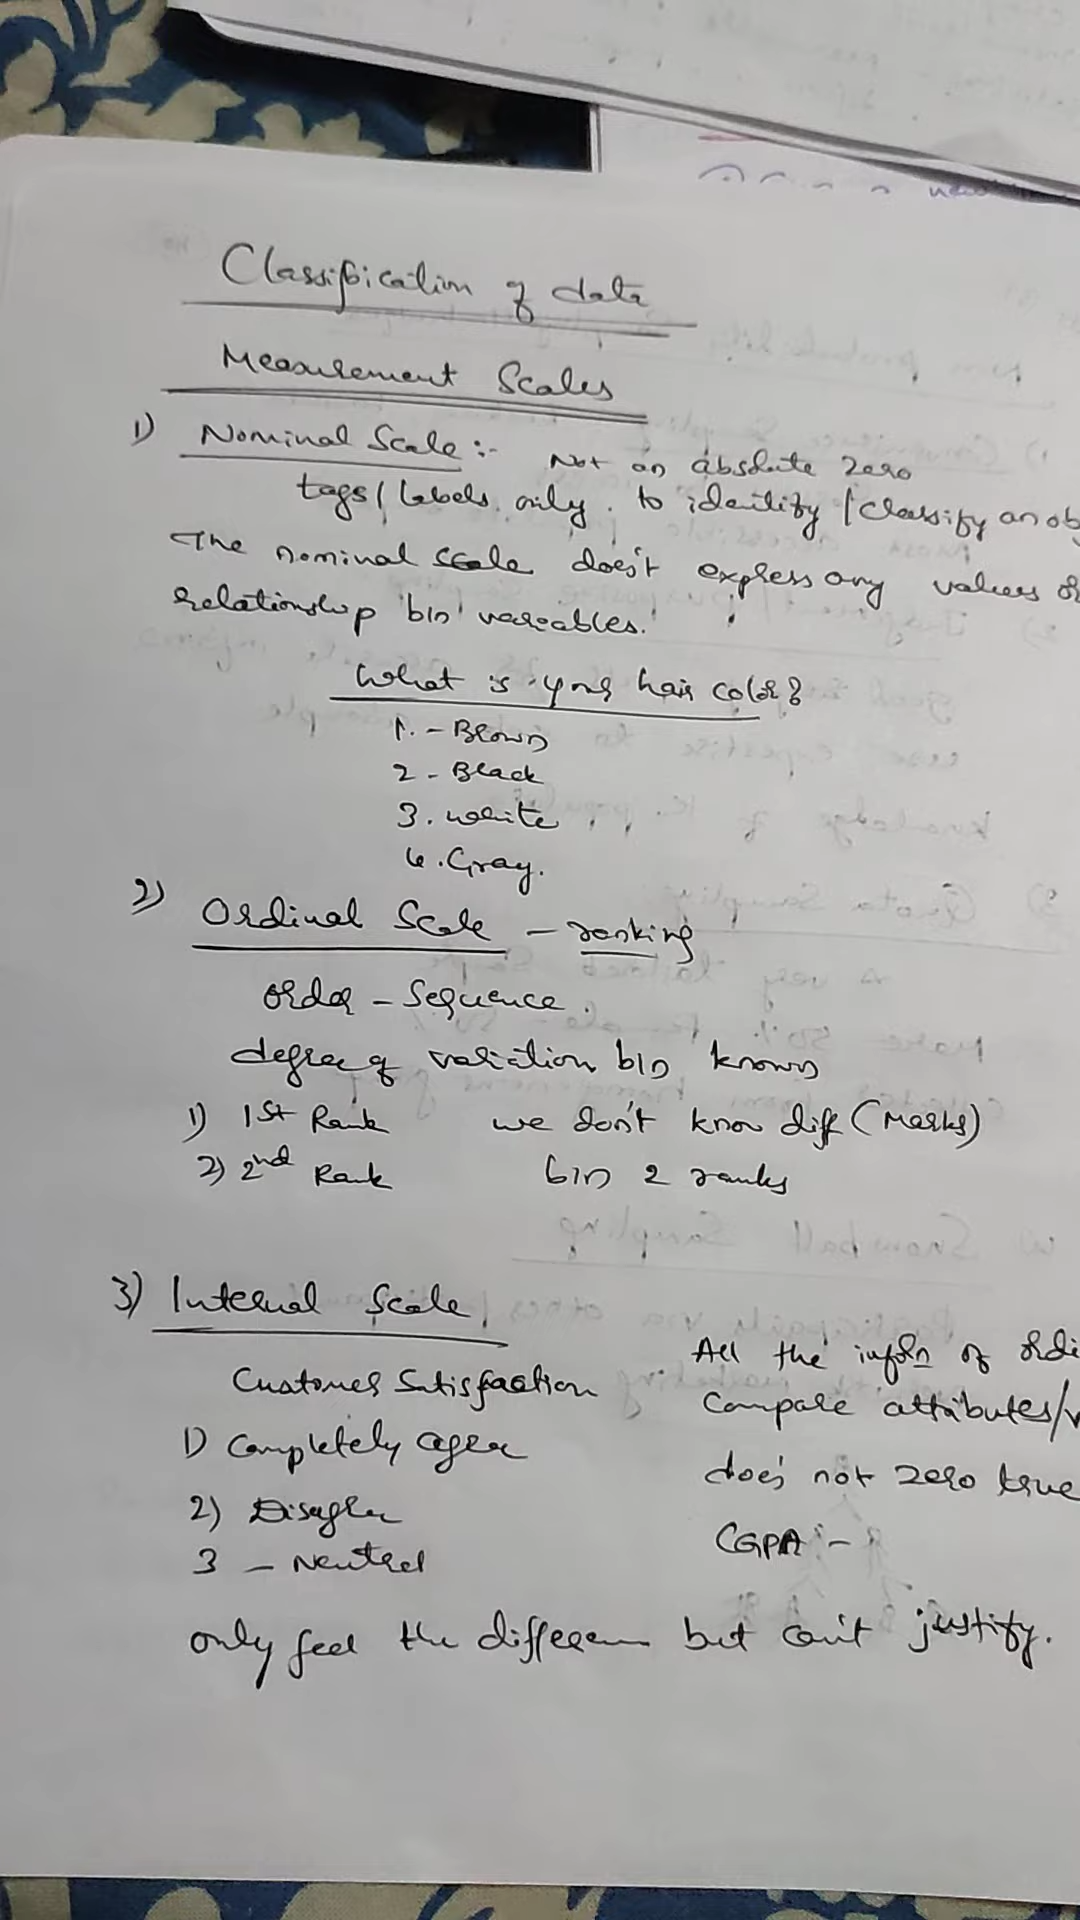 Classification of data
Measurement Scales
1) Nominal Scale :- Not an absolute zero
tags / labels only. to identify / classify an ob
The nominal scale does't express any values or
relationship b/n variables.
What is your hair color?
1. - Brown
2 - Black
3. white
4. Gray.
2) Ordinal Scale - ranking
order - Sequence.
degree of variation b/n known
1) 1st Rank we don't know diff (Marks)
2) 2nd Rank b/n 2 ranks
3) Interval Scale
All the infon of ordi
Customer Satisfaction
Compare attributes/v
1) Completely agree
does not zero true
2) Disagree
CGPA :-
3 - Neutral
only feel the difference but can't justify.